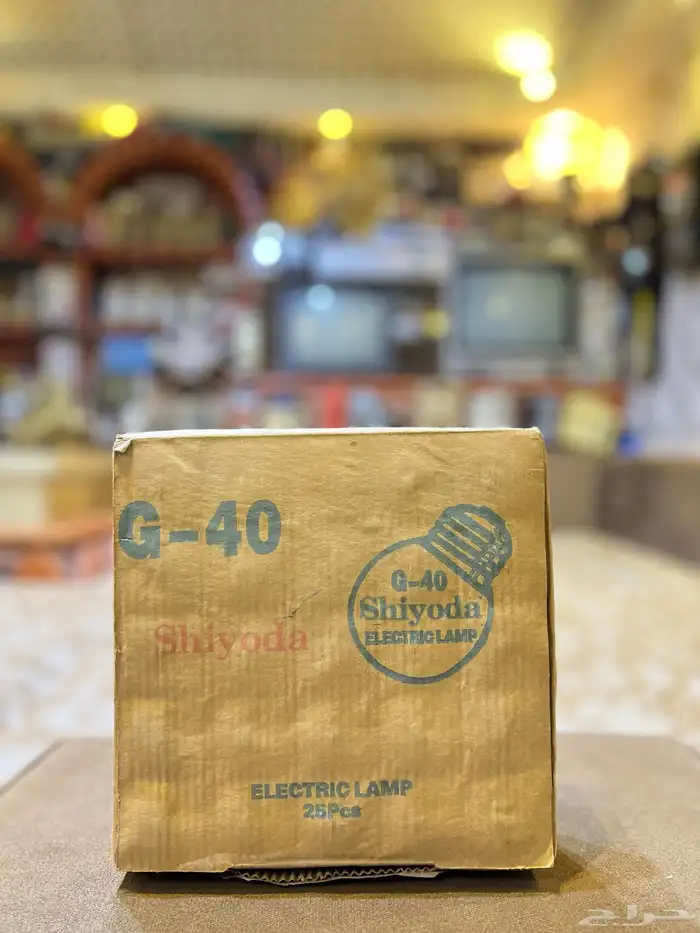 G-40
G-40
Shiyoda
ELECTRIC LAMP
Shiyoda
ELECTRIC LAMP
25Pcs
حراج